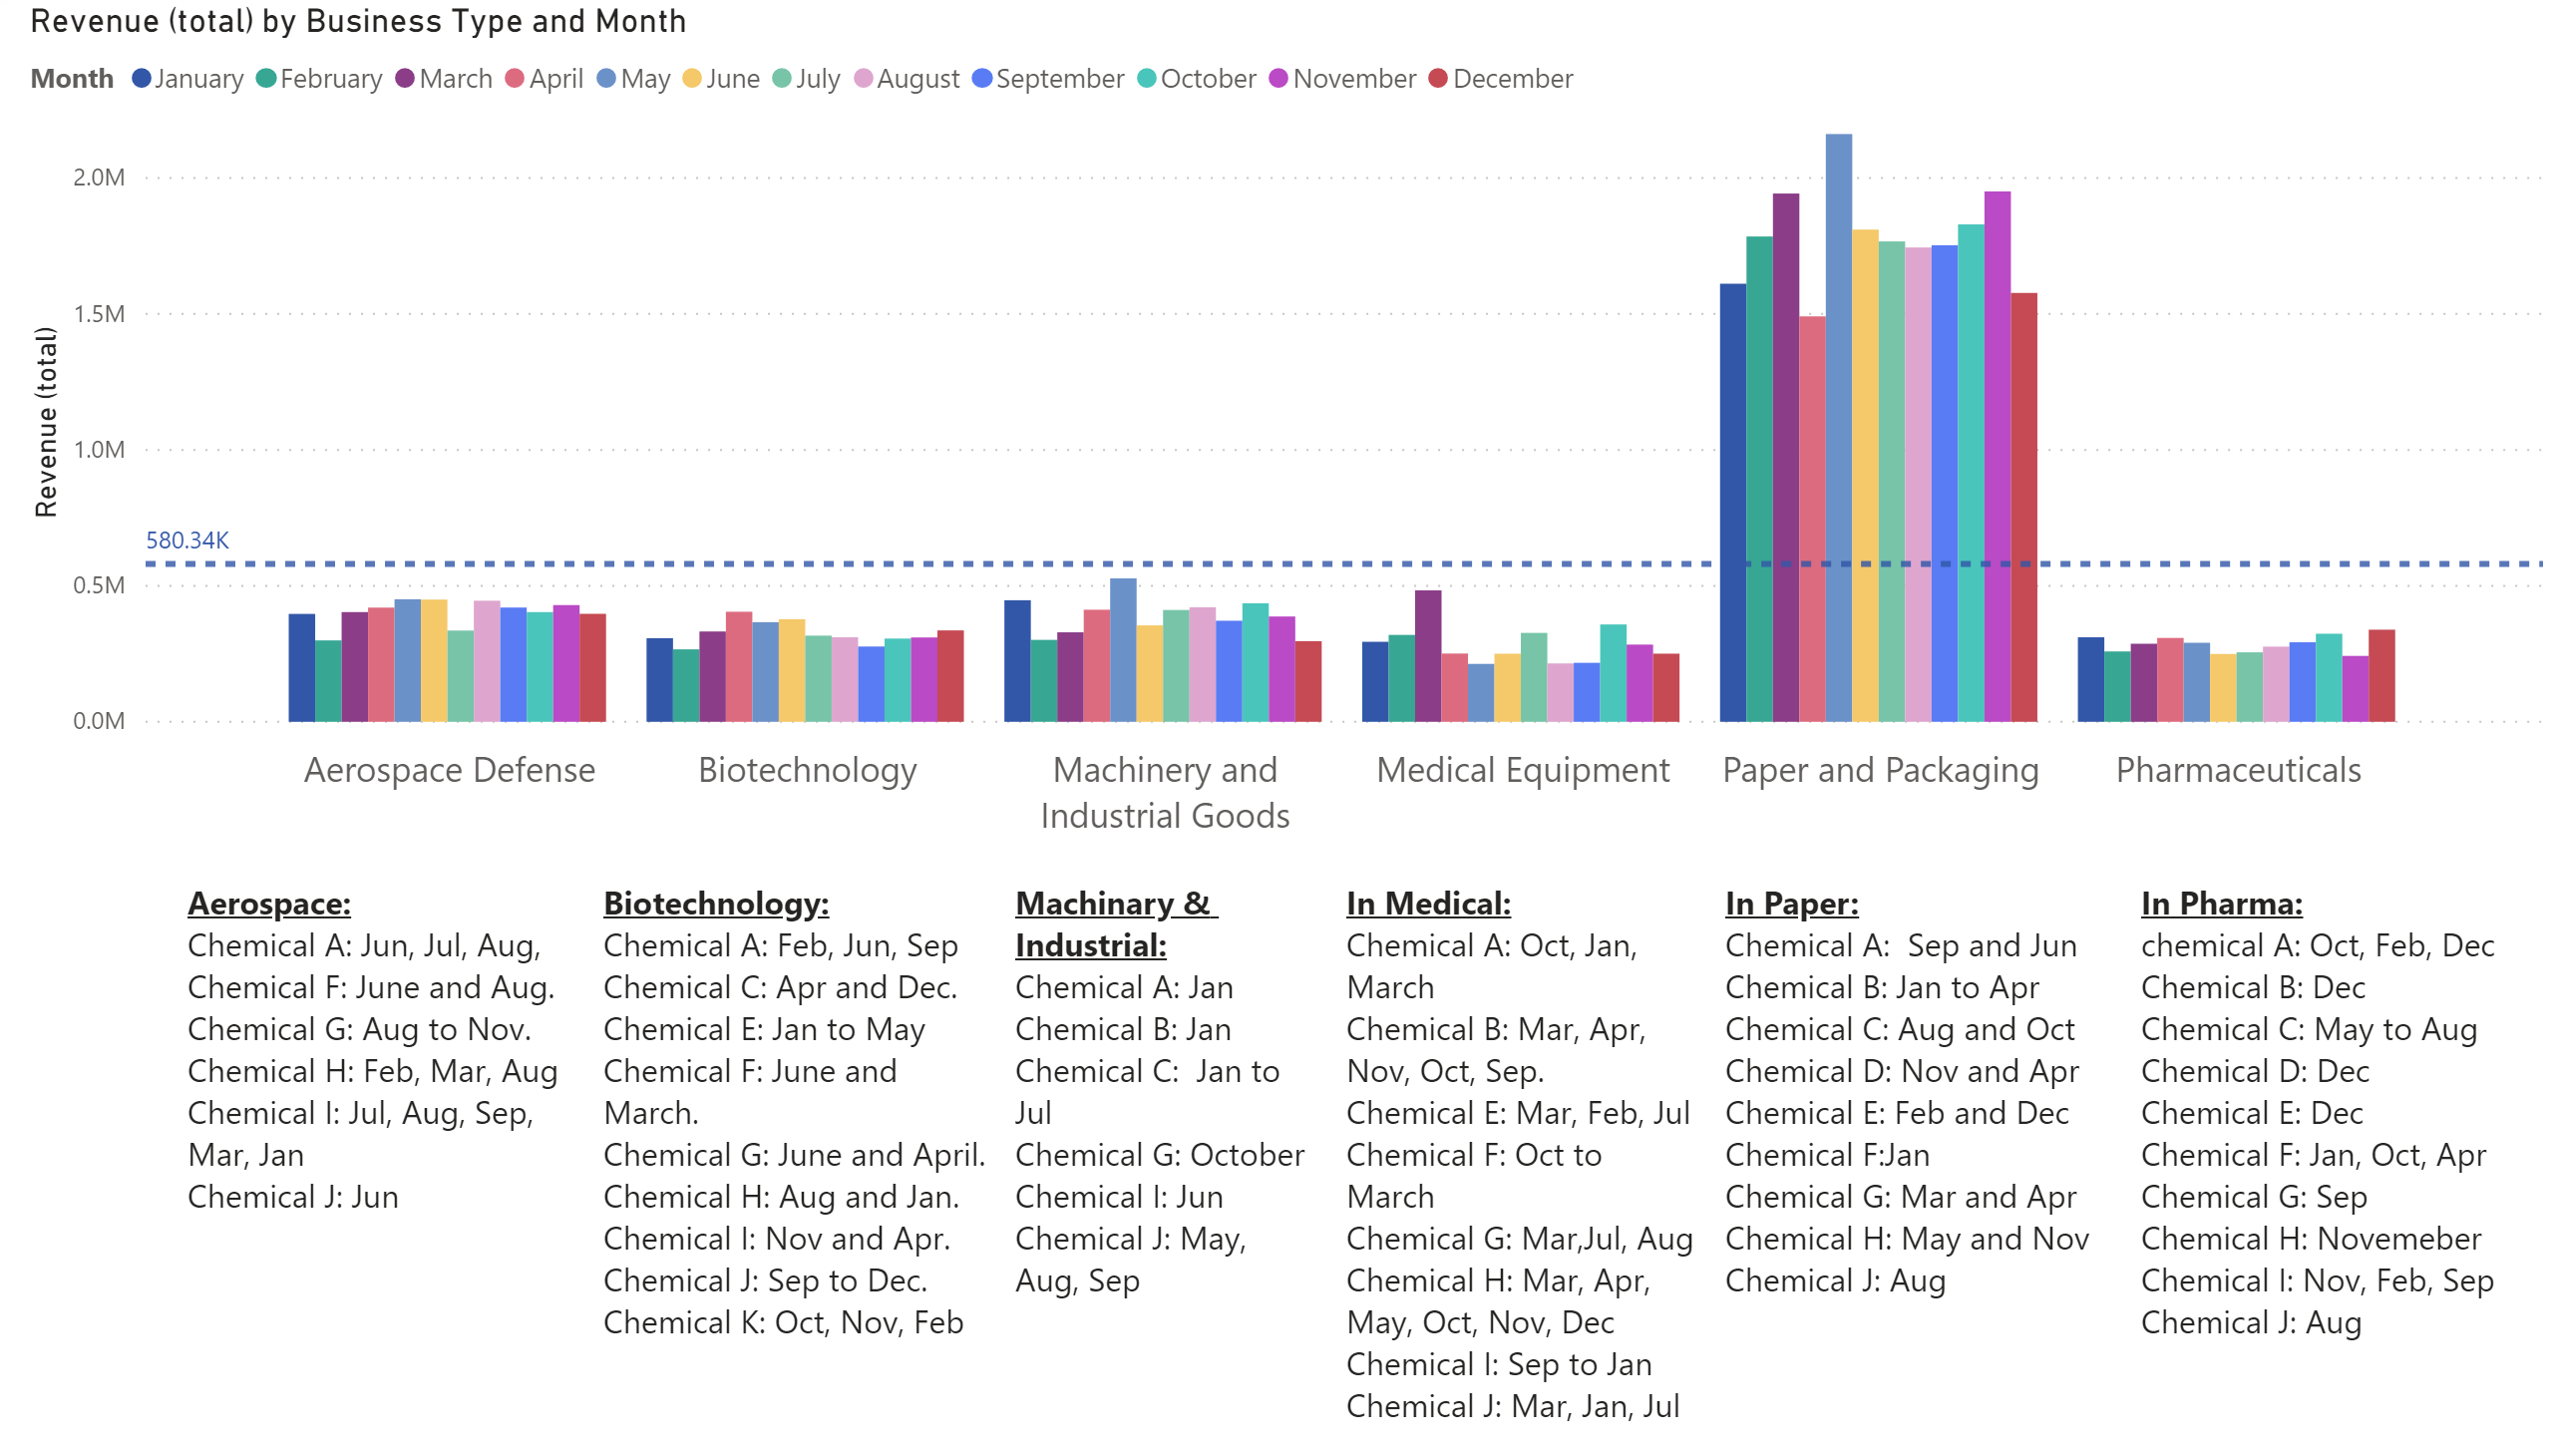 Revenue (total) by Business Type and Month
Month January February March April May June July August September October November December
Revenue (total)
2.0M
1.5M
1.0M
580.34K
0.5M
0.0M
Aerospace Defense
Biotechnology
Machinery and
Industrial Goods
Medical Equipment
Paper and Packaging
Pharmaceuticals
Aerospace:
Chemical A: Jun, Jul, Aug,
Chemical F: June and Aug.
Chemical G: Aug to Nov.
Chemical H: Feb, Mar, Aug
Chemical I: Jul, Aug, Sep,
Mar, Jan
Chemical J: Jun
Biotechnology:
Chemical A: Feb, Jun, Sep
Chemical C: Apr and Dec.
Chemical E: Jan to May
Chemical F: June and
March.
Chemical G: June and April.
Chemical H: Aug and Jan.
Chemical I: Nov and Apr.
Chemical J: Sep to Dec.
Chemical K: Oct, Nov, Feb
Machinary &
Industrial:
Chemical A: Jan
Chemical B: Jan
Chemical C:  Jan to
Jul
Chemical G: October
Chemical I: Jun
Chemical J: May,
Aug, Sep
In Medical:
Chemical A: Oct, Jan,
March
Chemical B: Mar, Apr,
Nov, Oct, Sep.
Chemical E: Mar, Feb, Jul
Chemical F: Oct to
March
Chemical G: Mar,Jul, Aug
Chemical H: Mar, Apr,
May, Oct, Nov, Dec
Chemical I: Sep to Jan
Chemical J: Mar, Jan, Jul
In Paper:
Chemical A:  Sep and Jun
Chemical B: Jan to Apr
Chemical C: Aug and Oct
Chemical D: Nov and Apr
Chemical E: Feb and Dec
Chemical F:Jan
Chemical G: Mar and Apr
Chemical H: May and Nov
Chemical J: Aug
In Pharma:
chemical A: Oct, Feb, Dec
Chemical B: Dec
Chemical C: May to Aug
Chemical D: Dec
Chemical E: Dec
Chemical F: Jan, Oct, Apr
Chemical G: Sep
Chemical H: Novemeber
Chemical I: Nov, Feb, Sep
Chemical J: Aug